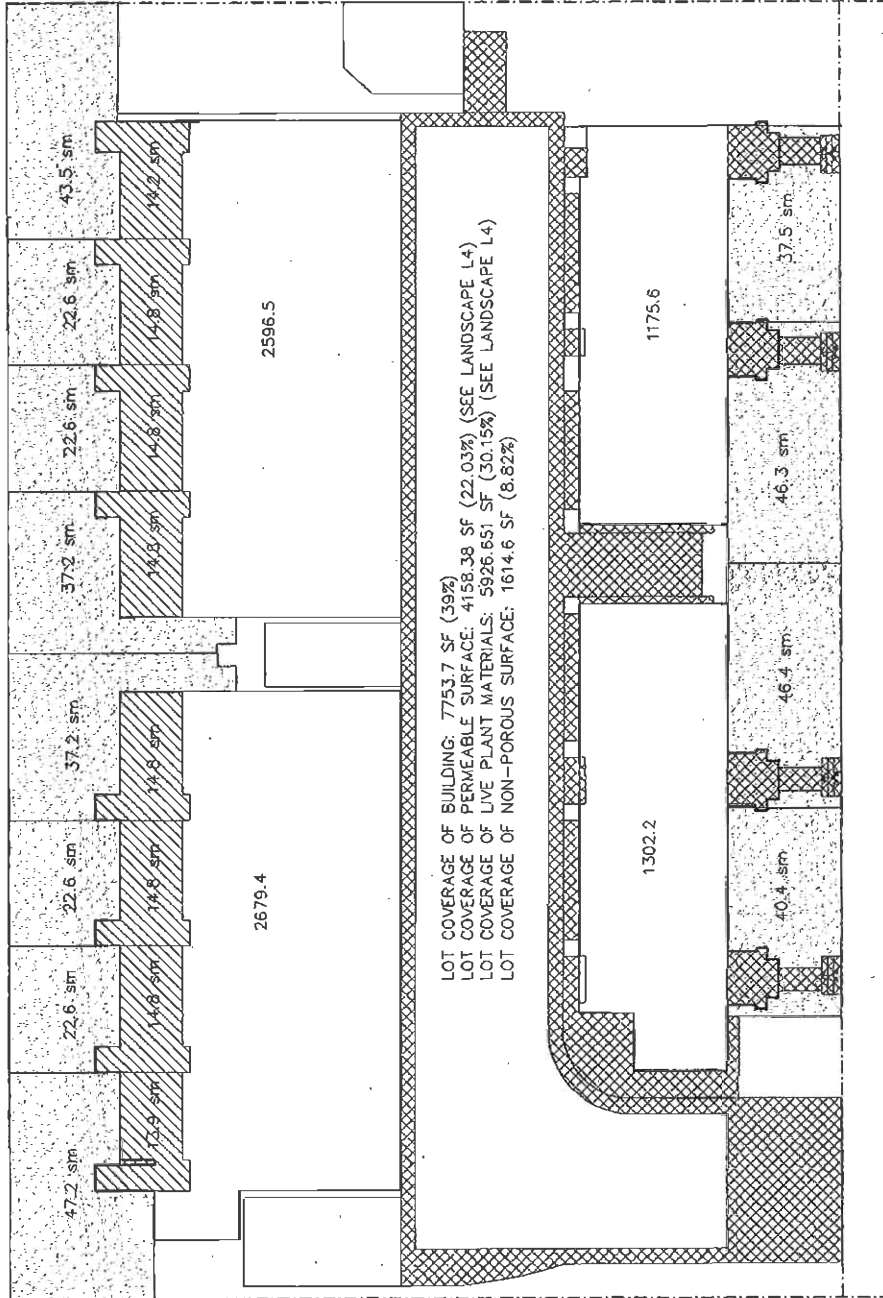 47.2 sm
22.6 sm
22.6 sm
37.2 sm
37.2 sm
22.6 sm
22.6 sm
43.5 sm
13.9 sm
14.8 sm
14.8 sm
14.8 sm
14.8 sm
14.8 sm
14.8 sm
14.2 sm
2679.4
2596.5
LOT COVERAGE OF BUILDING: 7753.7 SF (39%)
LOT COVERAGE OF PERMEABLE SURFACE: 4158.38 SF (22.03%) (SEE LANDSCAPE L4)
LOT COVERAGE OF LIVE PLANT MATERIALS: 5926.651 SF (30.15%) (SEE LANDSCAPE L4)
LOT COVERAGE OF NON-POROUS SURFACE: 1614.6 SF (8.82%)
1302.2
1175.6
40.4 sm
46.4 sm
46.3 sm
37.5 sm